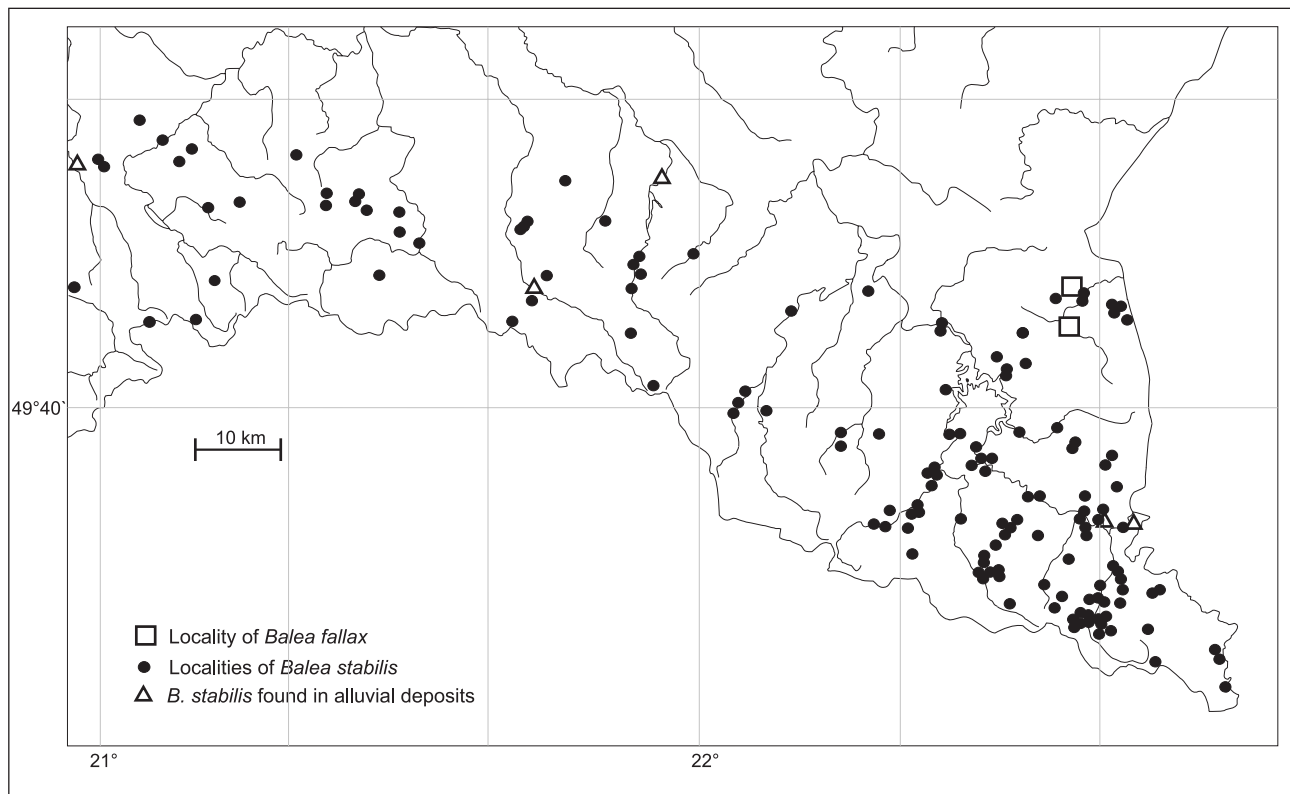 49°40`
10 km
Locality of Balea fallax
Localities of Balea stabilis
B. stabilis found in alluvial deposits
21°
22°